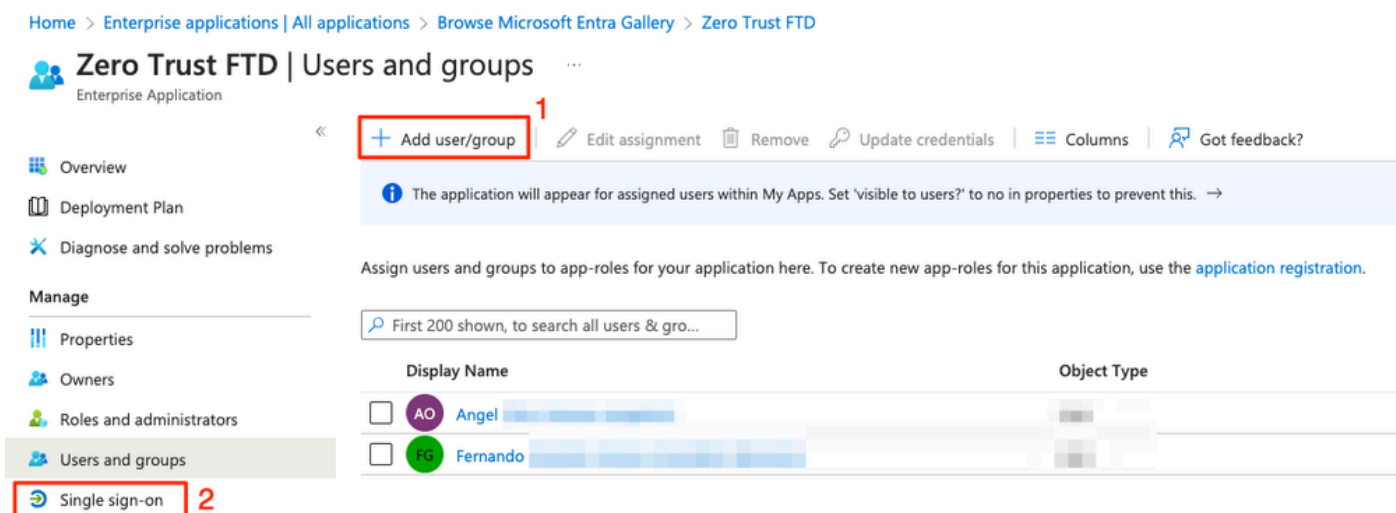 Home > Enterprise applications | All applications > Browse Microsoft Entra Gallery > Zero Trust FTD
Zero Trust FTD | Users and groups ...
Enterprise Application
1
«
+ Add user/group | Edit assignment Remove Update credentials | Columns | Got feedback?
Overview
Deployment Plan
Diagnose and solve problems
Manage
Properties
Owners
Roles and administrators
Users and groups
Single sign-on 2
The application will appear for assigned users within My Apps. Set 'visible to users?' to no in properties to prevent this. →
Assign users and groups to app-roles for your application here. To create new app-roles for this application, use the application registration.
First 200 shown, to search all users & gro...
Display Name Object Type
AO Angel
FG Fernando